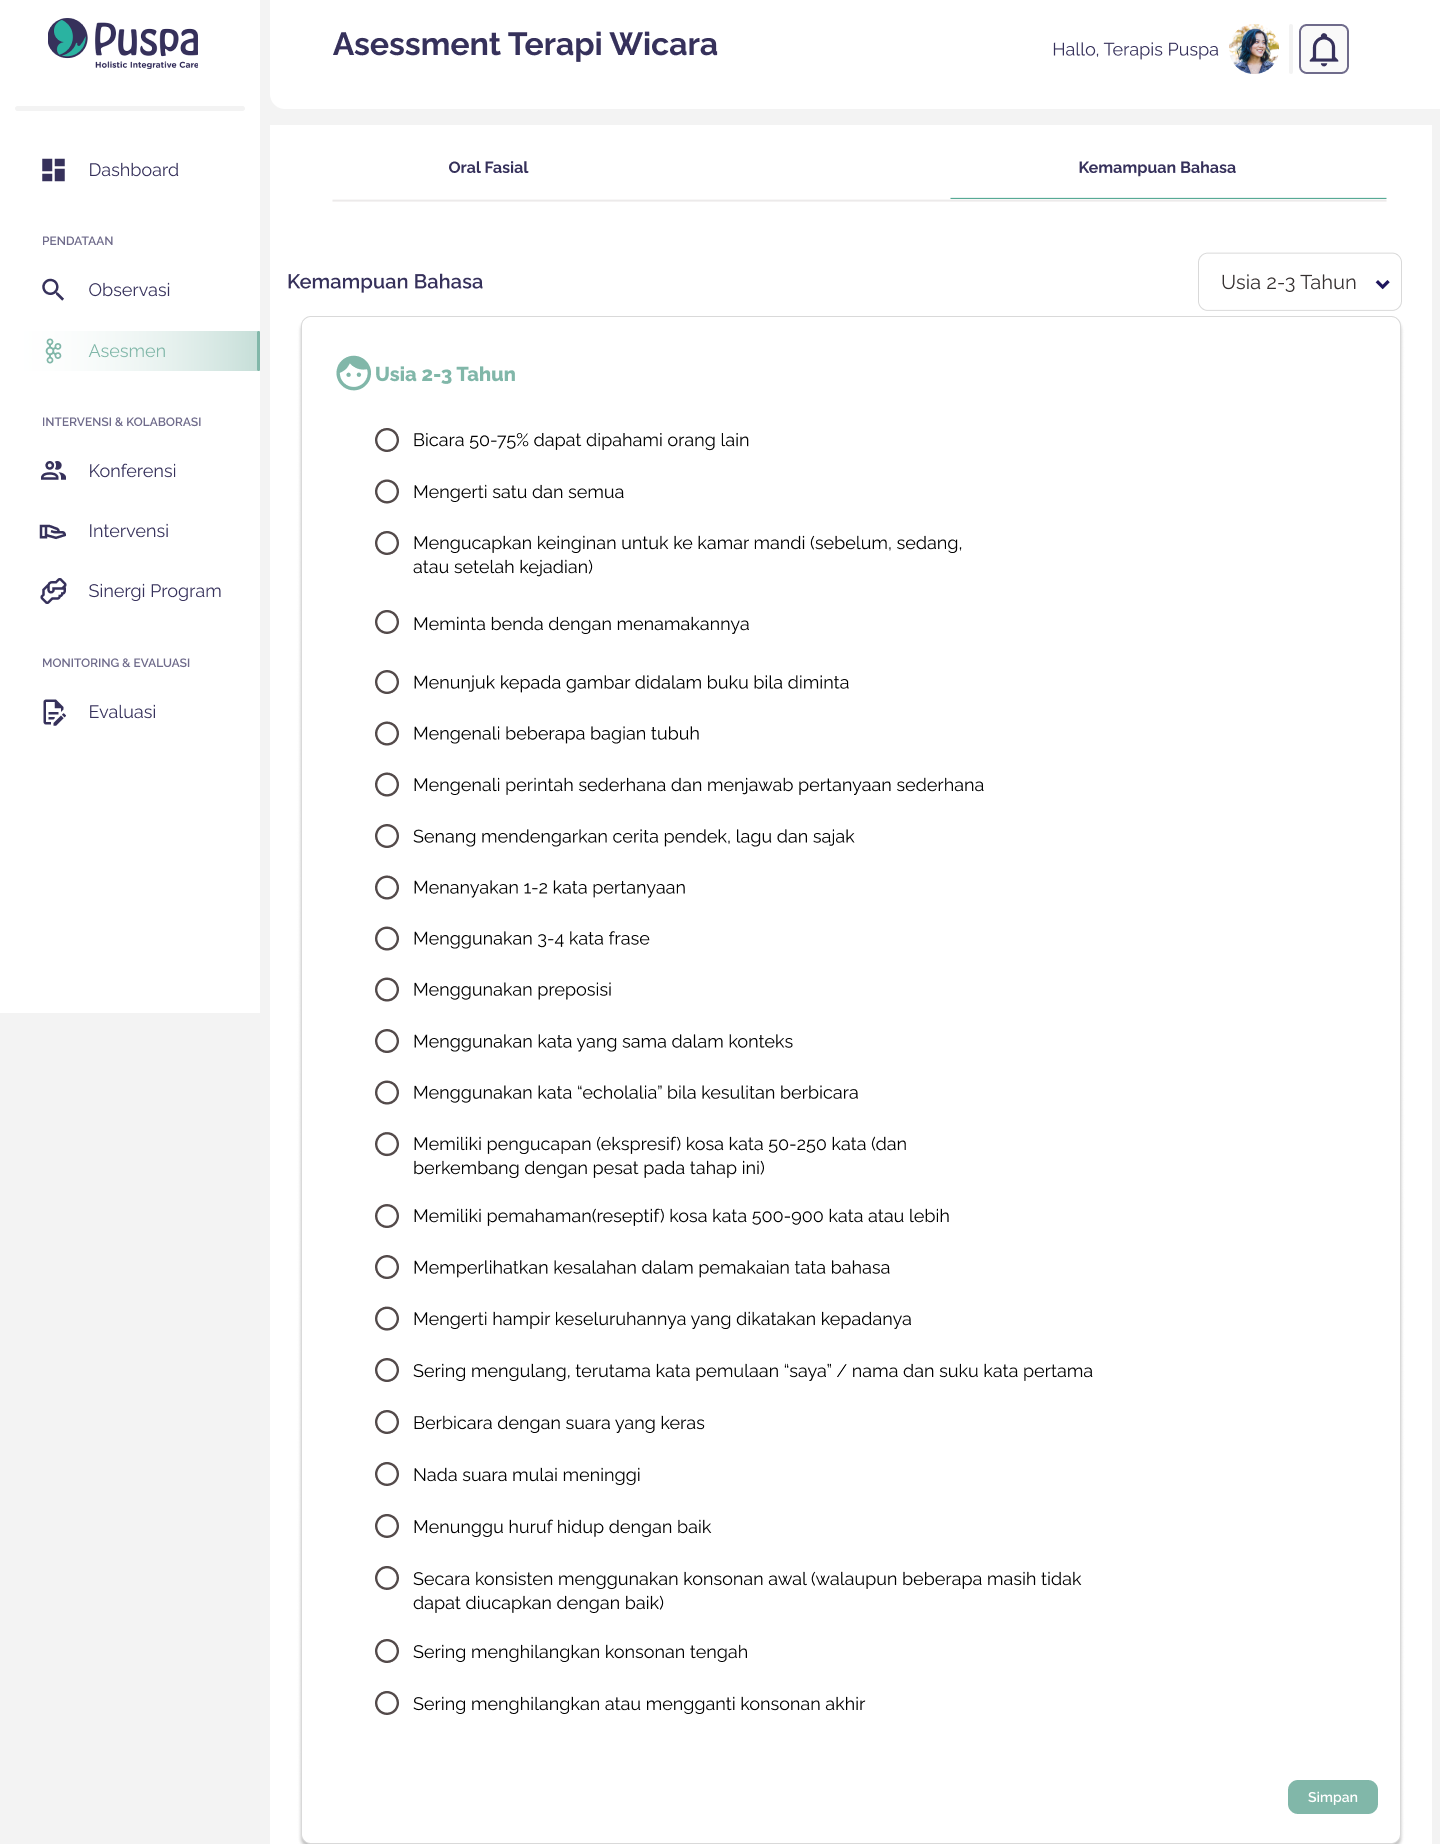 Puspa
Holistic Integrative Care
Dashboard
PENDATAAN
Observasi
Asesmen
INTERVENSI & KOLABORASI
Konferensi
Intervensi
Sinergi Program
MONITORING & EVALUASI
Evaluasi
Asessment Terapi Wicara
Hallo, Terapis Puspa
Oral Fasial
Kemampuan Bahasa
Kemampuan Bahasa
Usia 2-3 Tahun
Usia 2-3 Tahun
Bicara 50-75% dapat dipahami orang lain
Mengerti satu dan semua
Mengucapkan keinginan untuk ke kamar mandi (sebelum, sedang,
atau setelah kejadian)
Meminta benda dengan menamakannya
Menunjuk kepada gambar didalam buku bila diminta
Mengenali beberapa bagian tubuh
Mengenali perintah sederhana dan menjawab pertanyaan sederhana
Senang mendengarkan cerita pendek, lagu dan sajak
Menanyakan 1-2 kata pertanyaan
Menggunakan 3-4 kata frase
Menggunakan preposisi
Menggunakan kata yang sama dalam konteks
Menggunakan kata “echolalia” bila kesulitan berbicara
Memiliki pengucapan (ekspresif) kosa kata 50-250 kata (dan
berkembang dengan pesat pada tahap ini)
Memiliki pemahaman(reseptif) kosa kata 500-900 kata atau lebih
Memperlihatkan kesalahan dalam pemakaian tata bahasa
Mengerti hampir keseluruhannya yang dikatakan kepadanya
Sering mengulang, terutama kata pemulaan “saya” / nama dan suku kata pertama
Berbicara dengan suara yang keras
Nada suara mulai meninggi
Menunggu huruf hidup dengan baik
Secara konsisten menggunakan konsonan awal (walaupun beberapa masih tidak
dapat diucapkan dengan baik)
Sering menghilangkan konsonan tengah
Sering menghilangkan atau mengganti konsonan akhir
Simpan